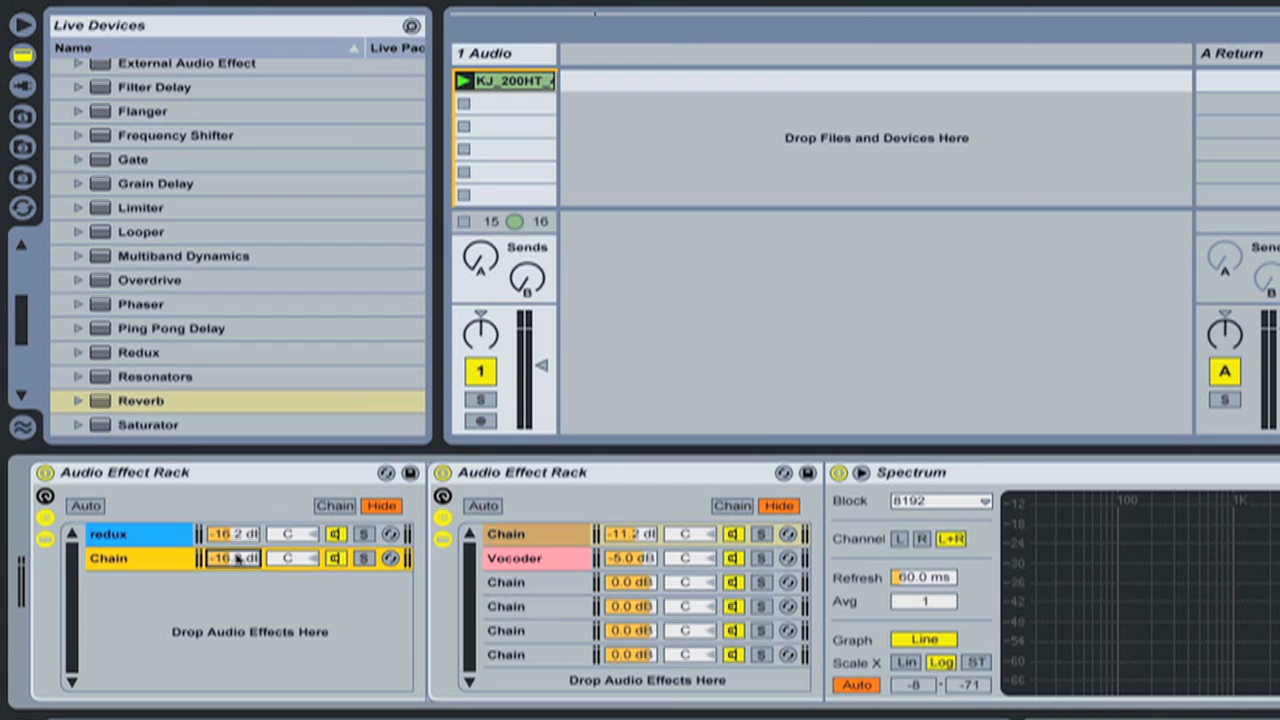 Live Devices
Name Live Pac
External Audio Effect
Filter Delay
Flanger
Frequency Shifter
Gate
Grain Delay
Limiter
Looper
Multiband Dynamics
Overdrive
Phaser
Ping Pong Delay
Redux
Resonators
Reverb
Saturator
1 Audio
KJ_200HT_
Drop Files and Devices Here
15 16
Sends
A
B
1
S
A Return
Send
A
B
A
S
Audio Effect Rack
Auto Chain Hide
redux -16.2 dB C S
Chain C S
Drop Audio Effects Here
Audio Effect Rack
Auto Chain Hide
Chain -11.2 dB C S
Vocoder -5.0 dB C S
Chain 0.0 dB C S
Chain 0.0 dB C S
Chain 0.0 dB C S
Chain 0.0 dB C S
Drop Audio Effects Here
Spectrum
Block 8192
Channel L R L+R
Refresh 60.0 ms
Avg 1
Graph Line
Scale X Lin Log ST
Auto -8 - -71
100 1K
-12
-18
-24
-30
-36
-42
-48
-54
-60
-66